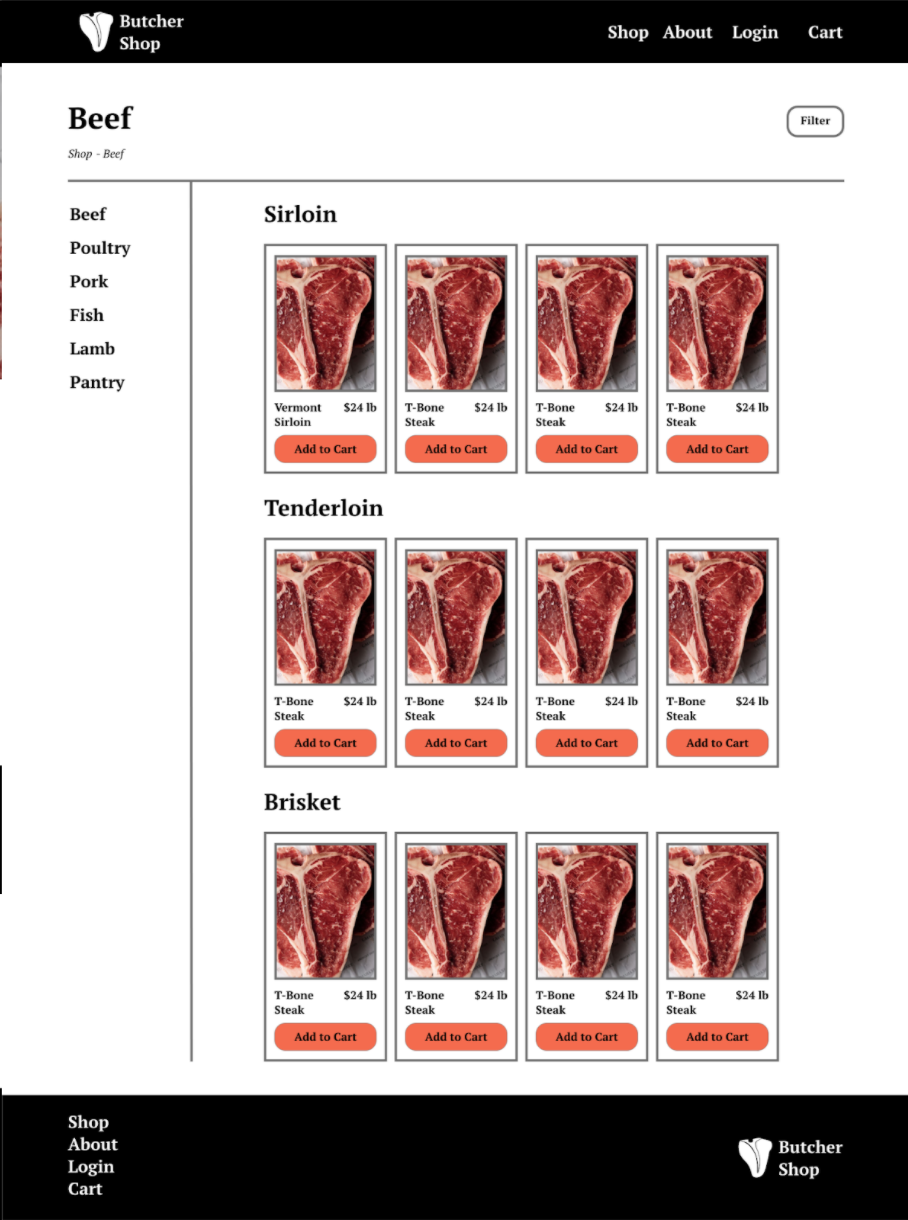 Butcher
Shop
Shop About Login Cart
Beef
Filter
Shop - Beef
Beef
Poultry
Pork
Fish
Lamb
Pantry
Sirloin
Vermont $24 lb
Sirloin
Add to Cart
T-Bone $24 lb
Steak
Add to Cart
T-Bone $24 lb
Steak
Add to Cart
T-Bone $24 lb
Steak
Add to Cart
Tenderloin
T-Bone $24 lb
Steak
Add to Cart
T-Bone $24 lb
Steak
Add to Cart
T-Bone $24 lb
Steak
Add to Cart
T-Bone $24 lb
Steak
Add to Cart
Brisket
T-Bone $24 lb
Steak
Add to Cart
T-Bone $24 lb
Steak
Add to Cart
T-Bone $24 lb
Steak
Add to Cart
T-Bone $24 lb
Steak
Add to Cart
Shop
About
Login
Cart
Butcher
Shop